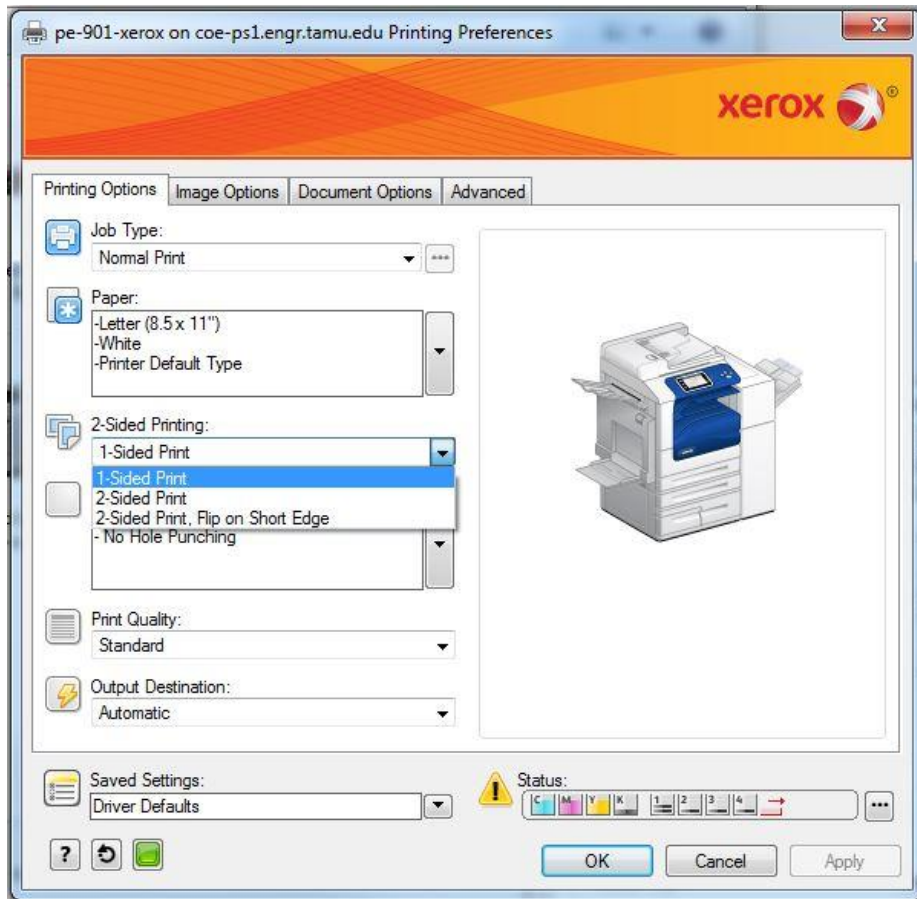 pe-901-xerox on coe-ps1.engr.tamu.edu Printing Preferences
xerox ®
Printing Options Image Options Document Options Advanced
Job Type:
Normal Print
Paper:
-Letter (8.5 x 11")
-White
-Printer Default Type
2-Sided Printing:
1-Sided Print
1-Sided Print
2-Sided Print
2-Sided Print, Flip on Short Edge
- No Hole Punching
Print Quality:
Standard
Output Destination:
Automatic
Saved Settings:
Driver Defaults
Status:
C M Y K 1 2 3 4
?
OK Cancel Apply